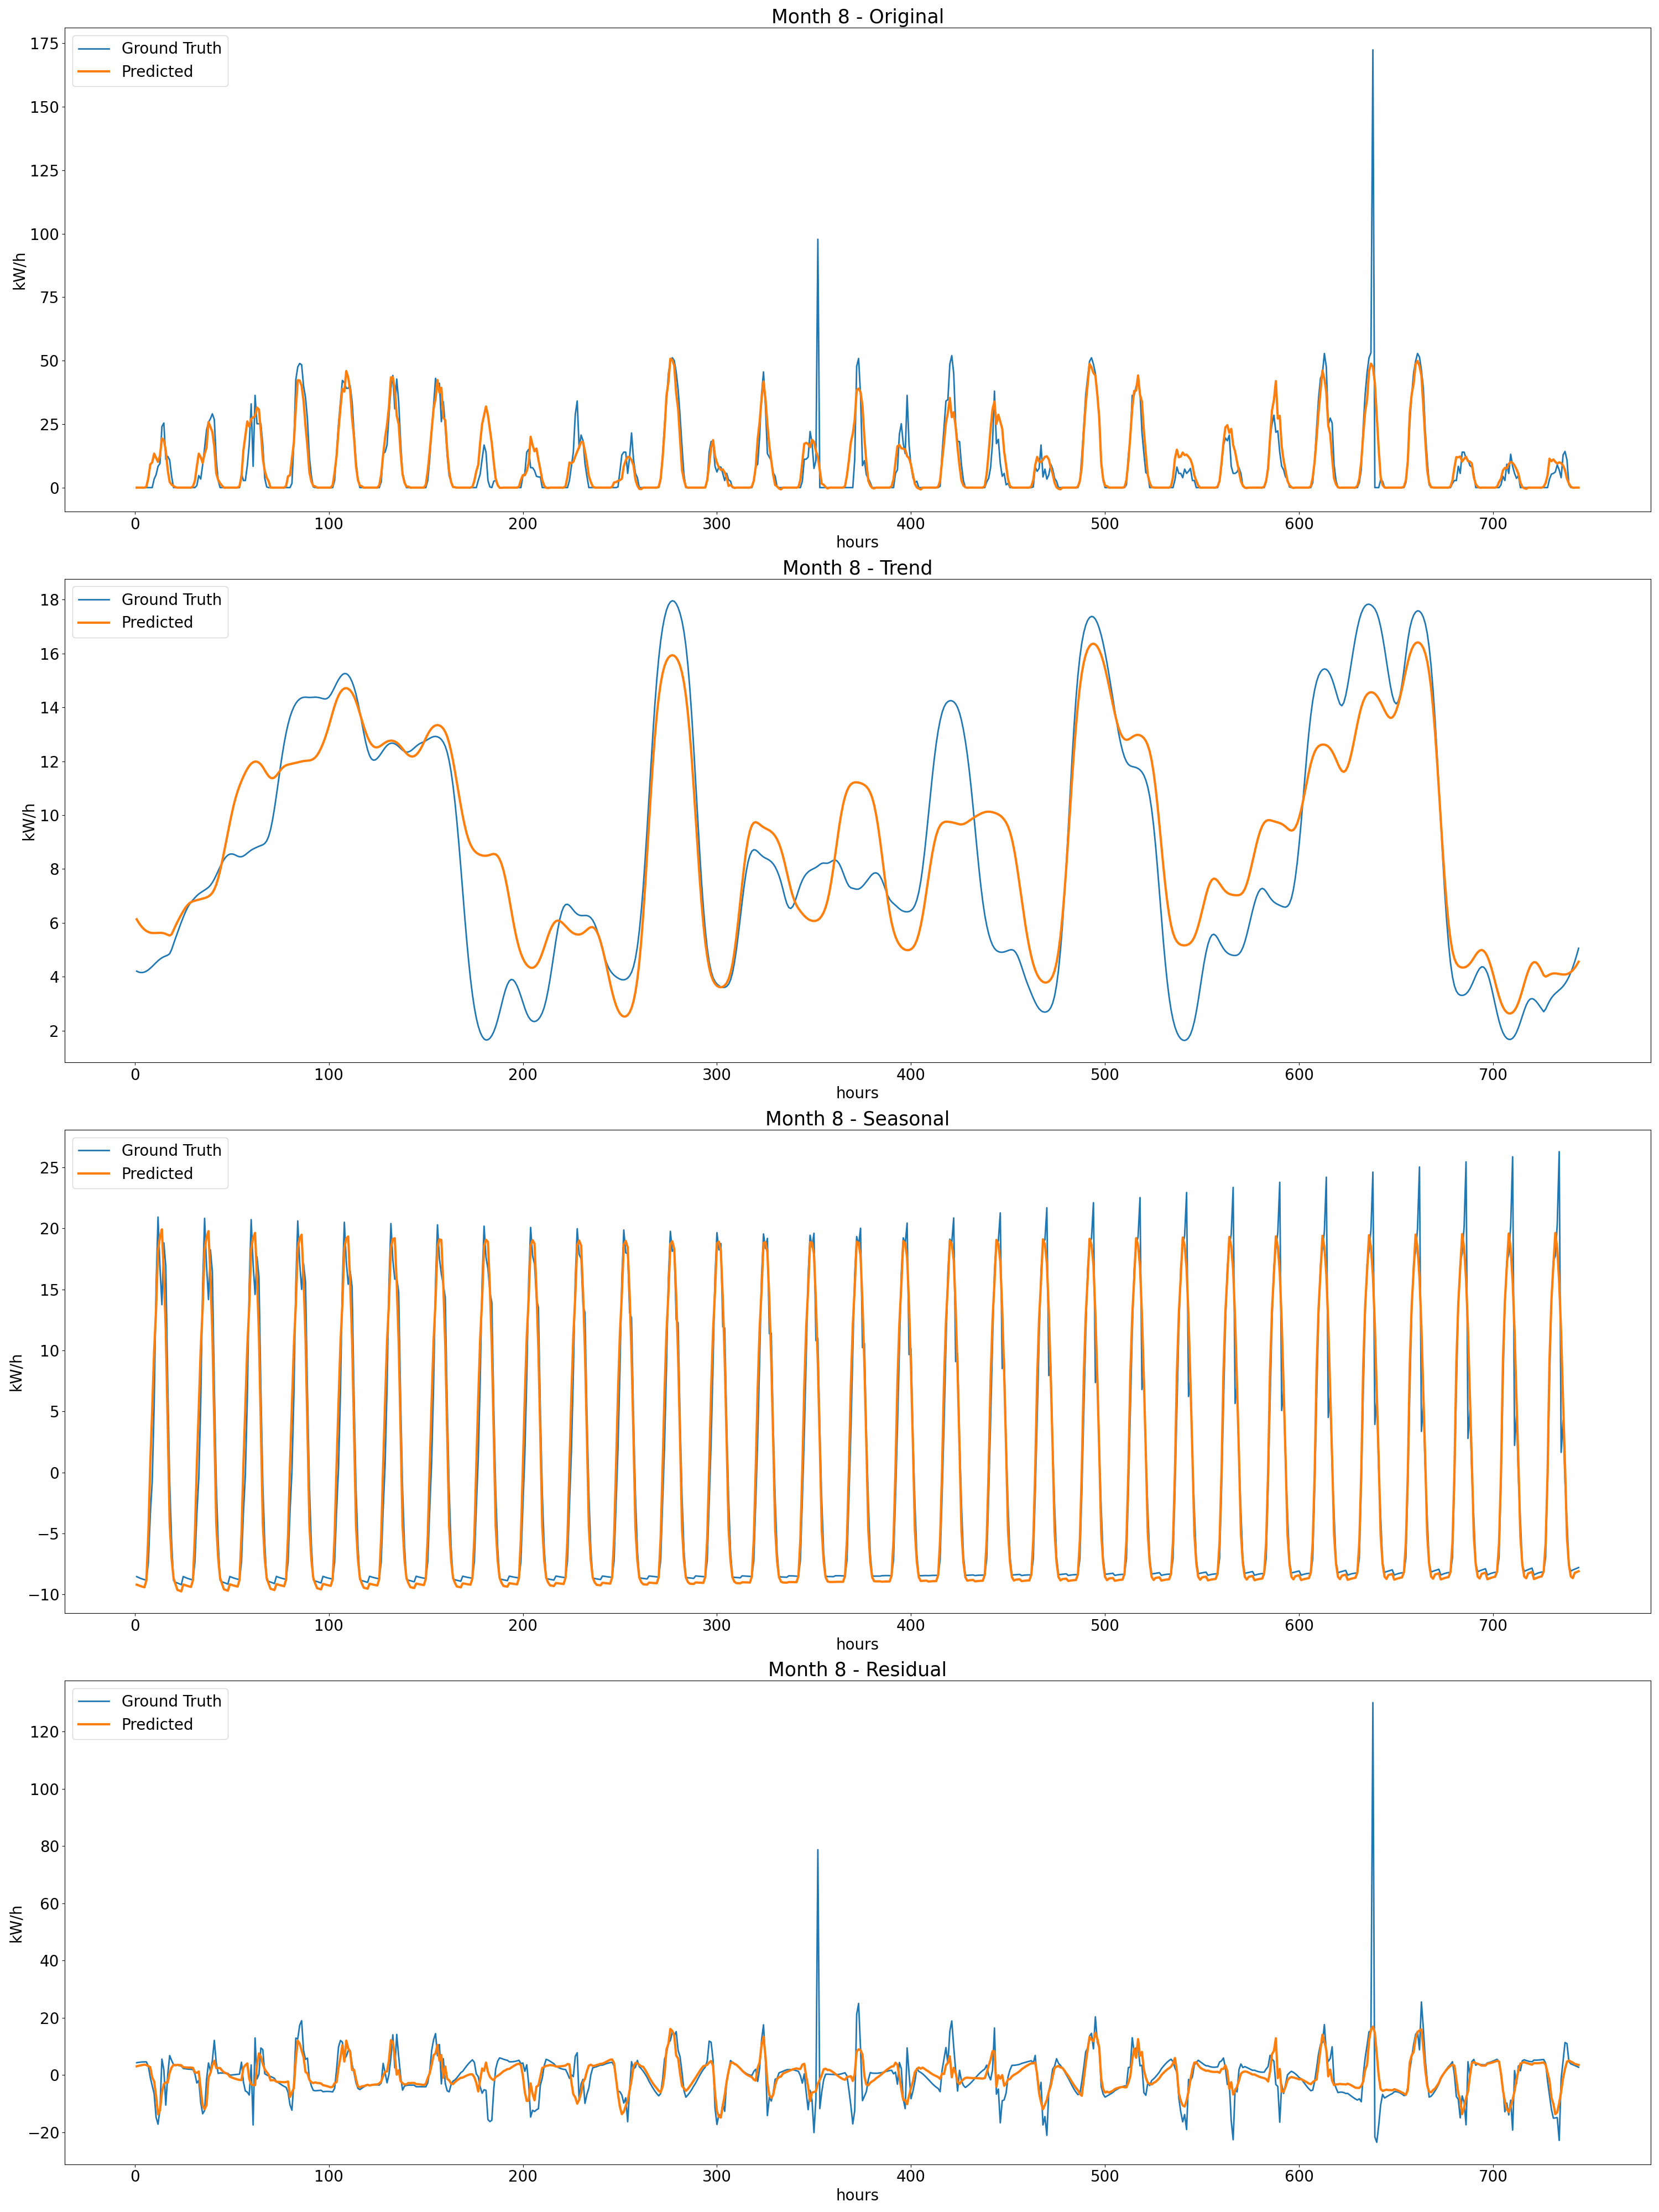 Month 8 - Original
Ground Truth
Predicted
175
150
125
100
75
50
25
0
kW/h
0 100 200 300 400 500 600 700
hours
Month 8 - Trend
Ground Truth
Predicted
18
16
14
12
10
8
6
4
2
kW/h
0 100 200 300 400 500 600 700
hours
Month 8 - Seasonal
Ground Truth
Predicted
25
20
15
10
5
0
−5
−10
kW/h
0 100 200 300 400 500 600 700
hours
Month 8 - Residual
Ground Truth
Predicted
120
100
80
60
40
20
0
−20
kW/h
0 100 200 300 400 500 600 700
hours